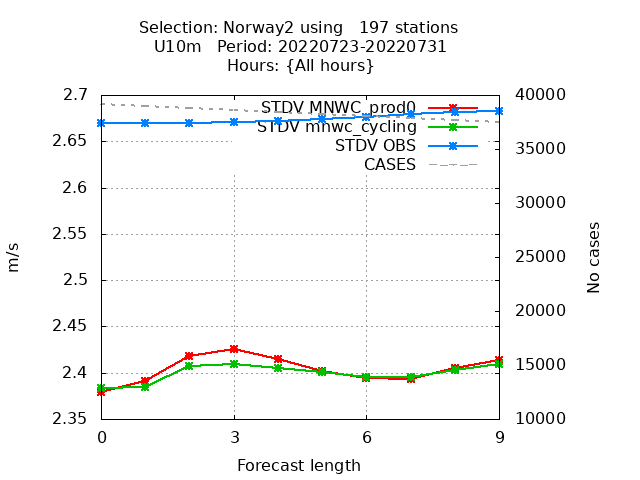 Selection: Norway2 using   197 stations
U10m   Period: 20220723-20220731
Hours: {All hours}
2.7
2.65
2.6
2.55
2.5
2.45
2.4
2.35
m/s
STDV MNWC_prod0
STDV mnwc_cycling
STDV OBS
CASES
40000
35000
30000
25000
20000
15000
10000
No cases
0 3 6 9
Forecast length